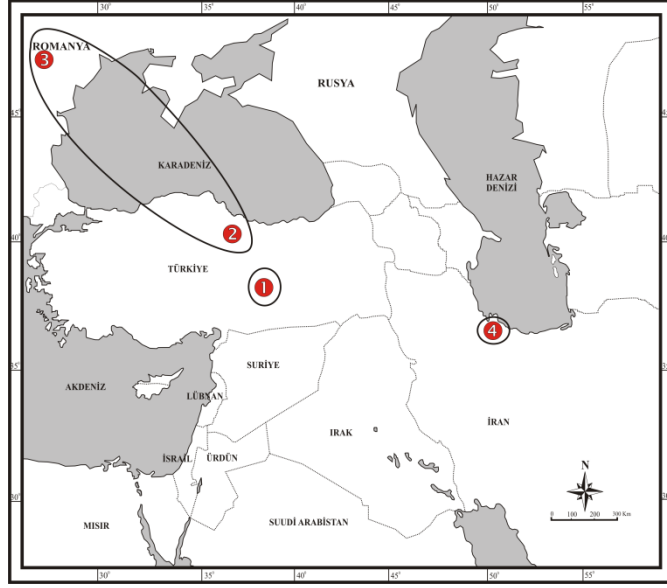 30 35 40 45 50 55
ROMANYA
3
RUSYA
45 45
KARADENİZ
HAZAR
DENİZİ
2
40 40
TÜRKİYE
1
4
35 35
SURİYE
AKDENİZ
LÜBNAN
İRAN
IRAK
İSRAİL ÜRDÜN
N
30
MISIR
SUUDİ ARABİSTAN
0 100 200 300 Km
30 35 40 45 50 55